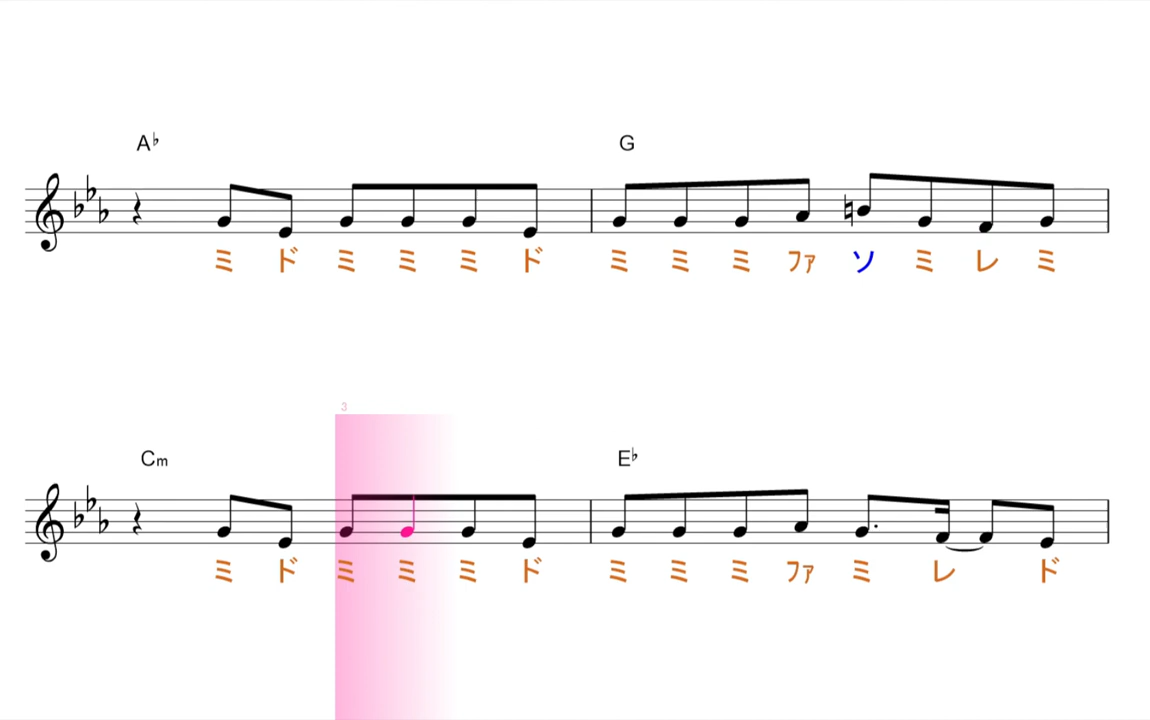 A♭ G
ミ ド ミ ミ ミ ド ミ ミ ミ ファ ソ ミ レ ミ
3
Cm E♭
ミ ド ミ ミ ミ ド ミ ミ ミ ファ ミ レ ド